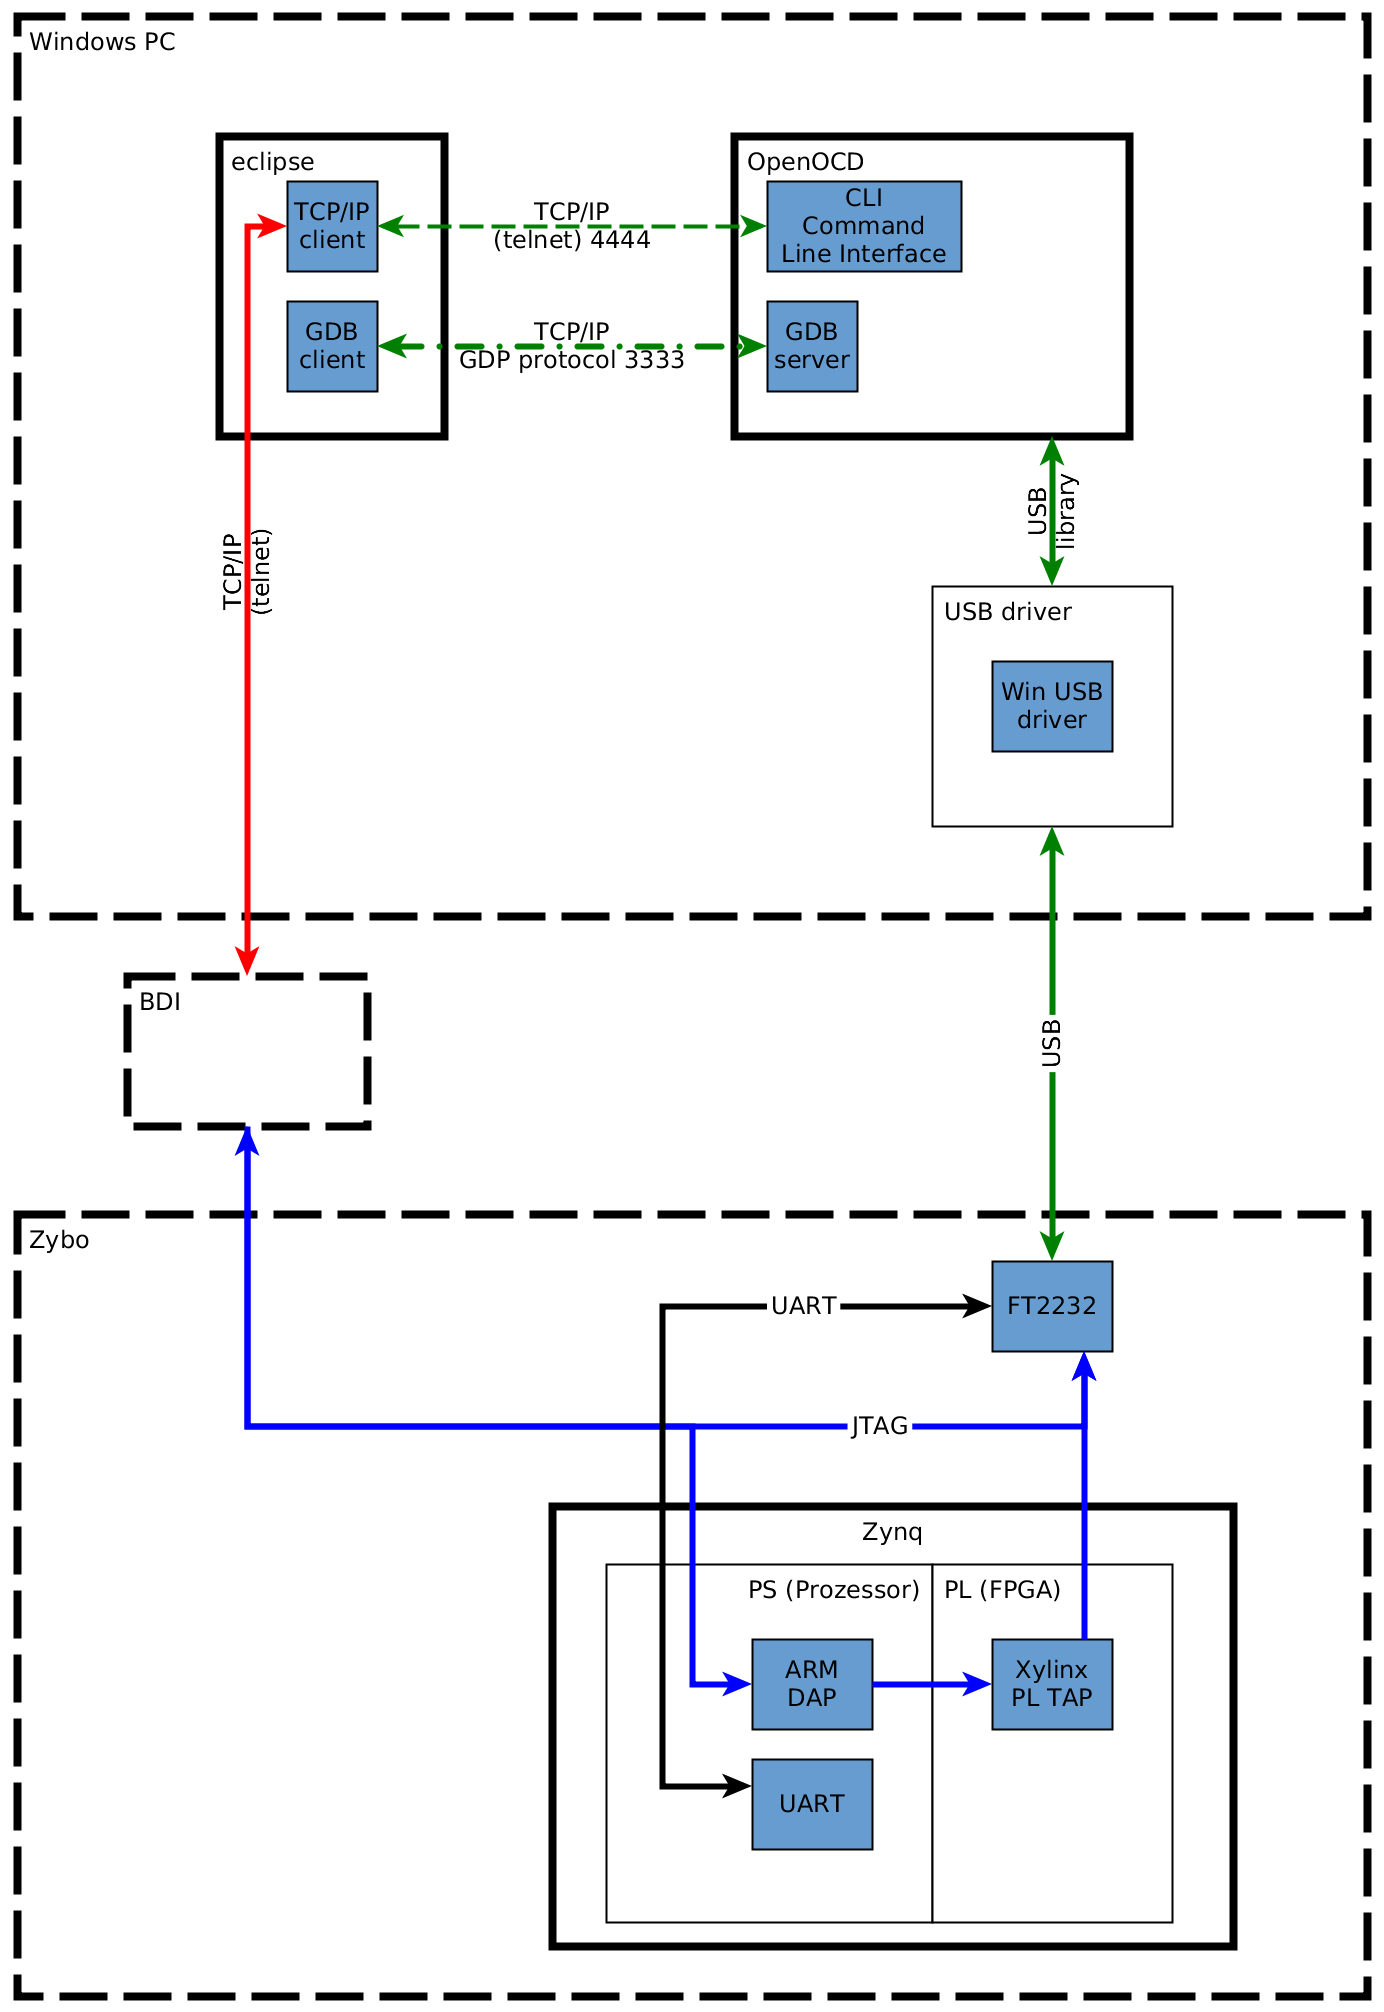 Windows PC
eclipse
TCP/IP
client
GDB
client
TCP/IP
(telnet) 4444
TCP/IP
GDP protocol 3333
OpenOCD
CLI
Command
Line Interface
GDB
server
USB
library
TCP/IP
(telnet)
USB driver
Win USB
driver
BDI
USB
Zybo
FT2232
UART
JTAG
Zynq
PS (Prozessor)
PL (FPGA)
ARM
DAP
Xylinx
PL TAP
UART